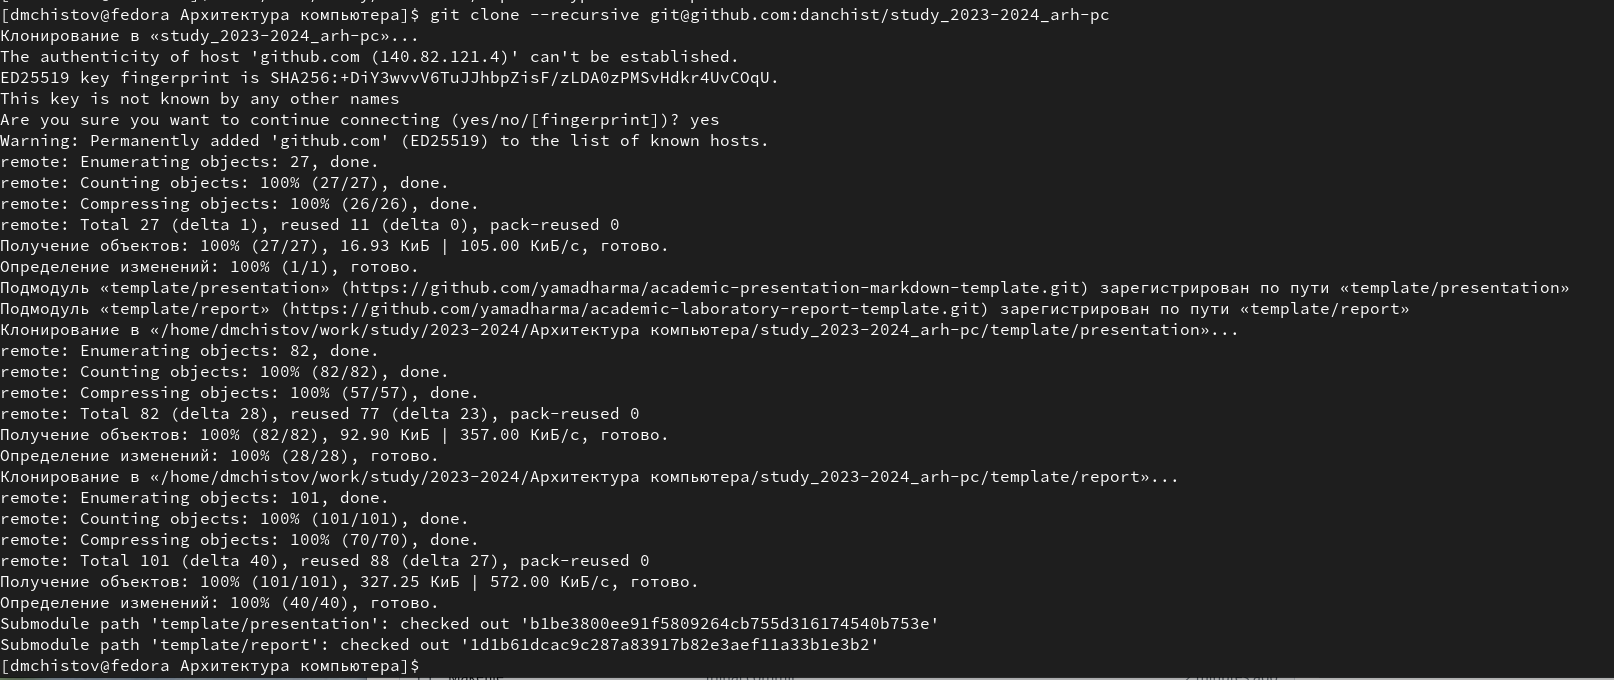 [dmchistov@fedora Архитектура компьютера]$ git clone --recursive git@github.com:danchist/study_2023-2024_arh-pc
Клонирование в «study_2023-2024_arh-pc»...
The authenticity of host 'github.com (140.82.121.4)' can't be established.
ED25519 key fingerprint is SHA256:+DiY3wvvV6TuJJhbpZisF/zLDA0zPMSvHdkr4UvCOqU.
This key is not known by any other names
Are you sure you want to continue connecting (yes/no/[fingerprint])? yes
Warning: Permanently added 'github.com' (ED25519) to the list of known hosts.
remote: Enumerating objects: 27, done.
remote: Counting objects: 100% (27/27), done.
remote: Compressing objects: 100% (26/26), done.
remote: Total 27 (delta 1), reused 11 (delta 0), pack-reused 0
Получение объектов: 100% (27/27), 16.93 КиБ | 105.00 КиБ/с, готово.
Определение изменений: 100% (1/1), готово.
Подмодуль «template/presentation» (https://github.com/yamadharma/academic-presentation-markdown-template.git) зарегистрирован по пути «template/presentation»
Подмодуль «template/report» (https://github.com/yamadharma/academic-laboratory-report-template.git) зарегистрирован по пути «template/report»
Клонирование в «/home/dmchistov/work/study/2023-2024/Архитектура компьютера/study_2023-2024_arh-pc/template/presentation»...
remote: Enumerating objects: 82, done.
remote: Counting objects: 100% (82/82), done.
remote: Compressing objects: 100% (57/57), done.
remote: Total 82 (delta 28), reused 77 (delta 23), pack-reused 0
Получение объектов: 100% (82/82), 92.90 КиБ | 357.00 КиБ/с, готово.
Определение изменений: 100% (28/28), готово.
Клонирование в «/home/dmchistov/work/study/2023-2024/Архитектура компьютера/study_2023-2024_arh-pc/template/report»...
remote: Enumerating objects: 101, done.
remote: Counting objects: 100% (101/101), done.
remote: Compressing objects: 100% (70/70), done.
remote: Total 101 (delta 40), reused 88 (delta 27), pack-reused 0
Получение объектов: 100% (101/101), 327.25 КиБ | 572.00 КиБ/с, готово.
Определение изменений: 100% (40/40), готово.
Submodule path 'template/presentation': checked out 'b1be3800ee91f5809264cb755d316174540b753e'
Submodule path 'template/report': checked out '1d1b61dcac9c287a83917b82e3aef11a33b1e3b2'
[dmchistov@fedora Архитектура компьютера]$